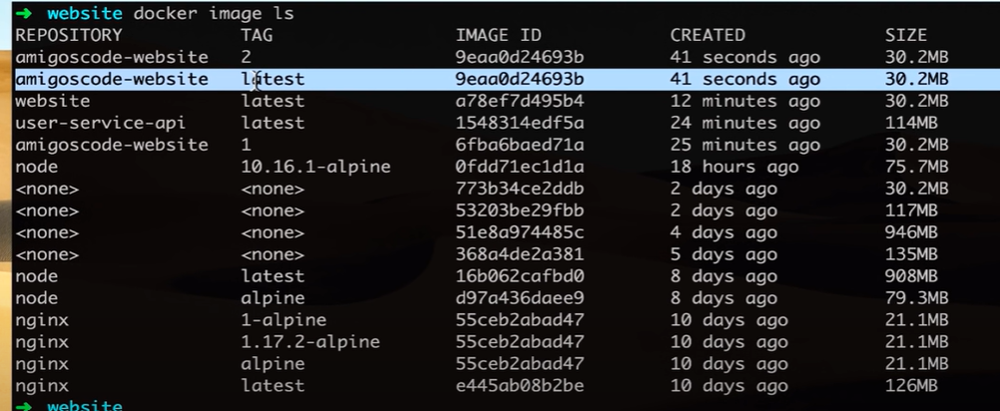 ➜ website docker image ls
REPOSITORY TAG IMAGE ID CREATED SIZE
amigoscode-website 2 9eaa0d24693b 41 seconds ago 30.2MB
amigoscode-website latest 9eaa0d24693b 41 seconds ago 30.2MB
website latest a78ef7d495b4 12 minutes ago 30.2MB
user-service-api latest 1548314edf5a 24 minutes ago 114MB
amigoscode-website 1 6fba6baed71a 25 minutes ago 30.2MB
node 10.16.1-alpine 0fdd71ec1d1a 18 hours ago 75.7MB
<none> <none> 773b34ce2ddb 2 days ago 30.2MB
<none> <none> 53203be29fbb 2 days ago 117MB
<none> <none> 51e8a974485c 4 days ago 946MB
<none> <none> 368a4de2a381 5 days ago 135MB
node latest 16b062cafbd0 8 days ago 908MB
node alpine d97a436daee9 8 days ago 79.3MB
nginx 1-alpine 55ceb2abad47 10 days ago 21.1MB
nginx 1.17.2-alpine 55ceb2abad47 10 days ago 21.1MB
nginx alpine 55ceb2abad47 10 days ago 21.1MB
nginx latest e445ab08b2be 10 days ago 126MB
➜ website